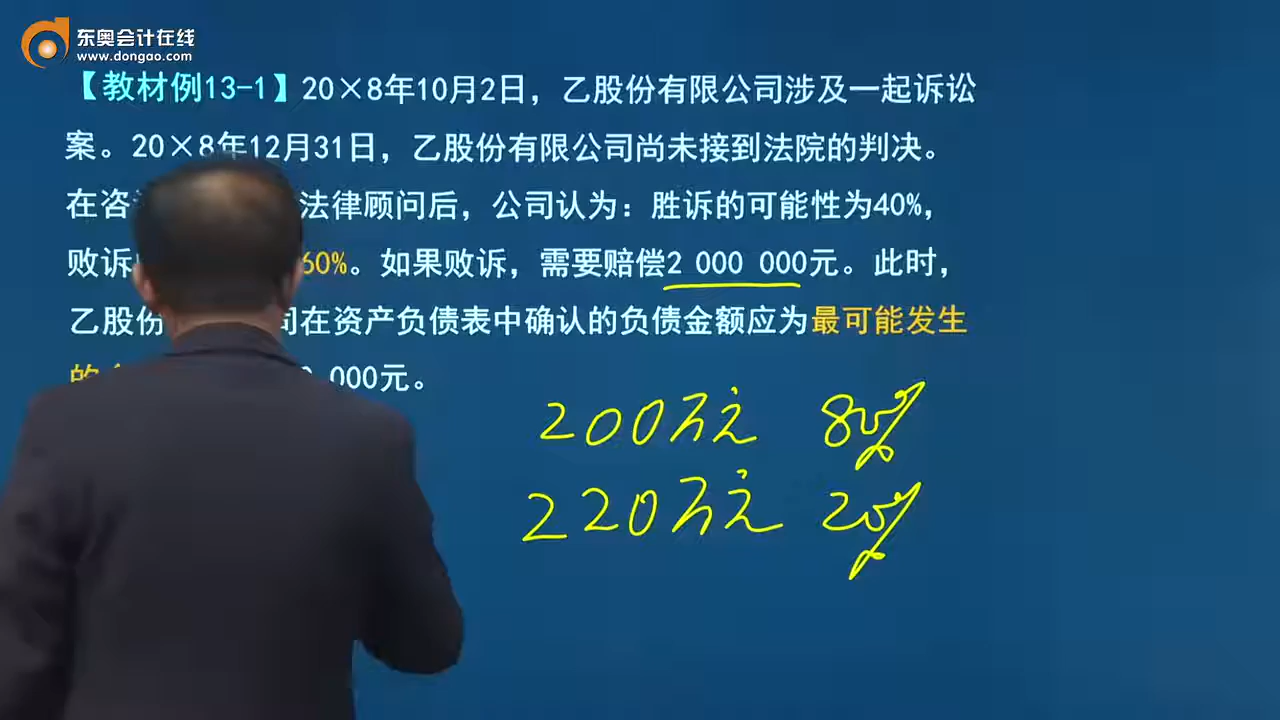 东奥会计在线
www.dongao.com
【教材例13-1】20×8年10月2日，乙股份有限公司涉及一起诉讼
案。20×8年12月31日，乙股份有限公司尚未接到法院的判决。
在咨 法律顾问后，公司认为：胜诉的可能性为40%，
败诉 60%。如果败诉，需要赔偿2 000 000元。此时，
乙股份 司在资产负债表中确认的负债金额应为最可能发生
的 000元。
200万元 80%
220万元 20%